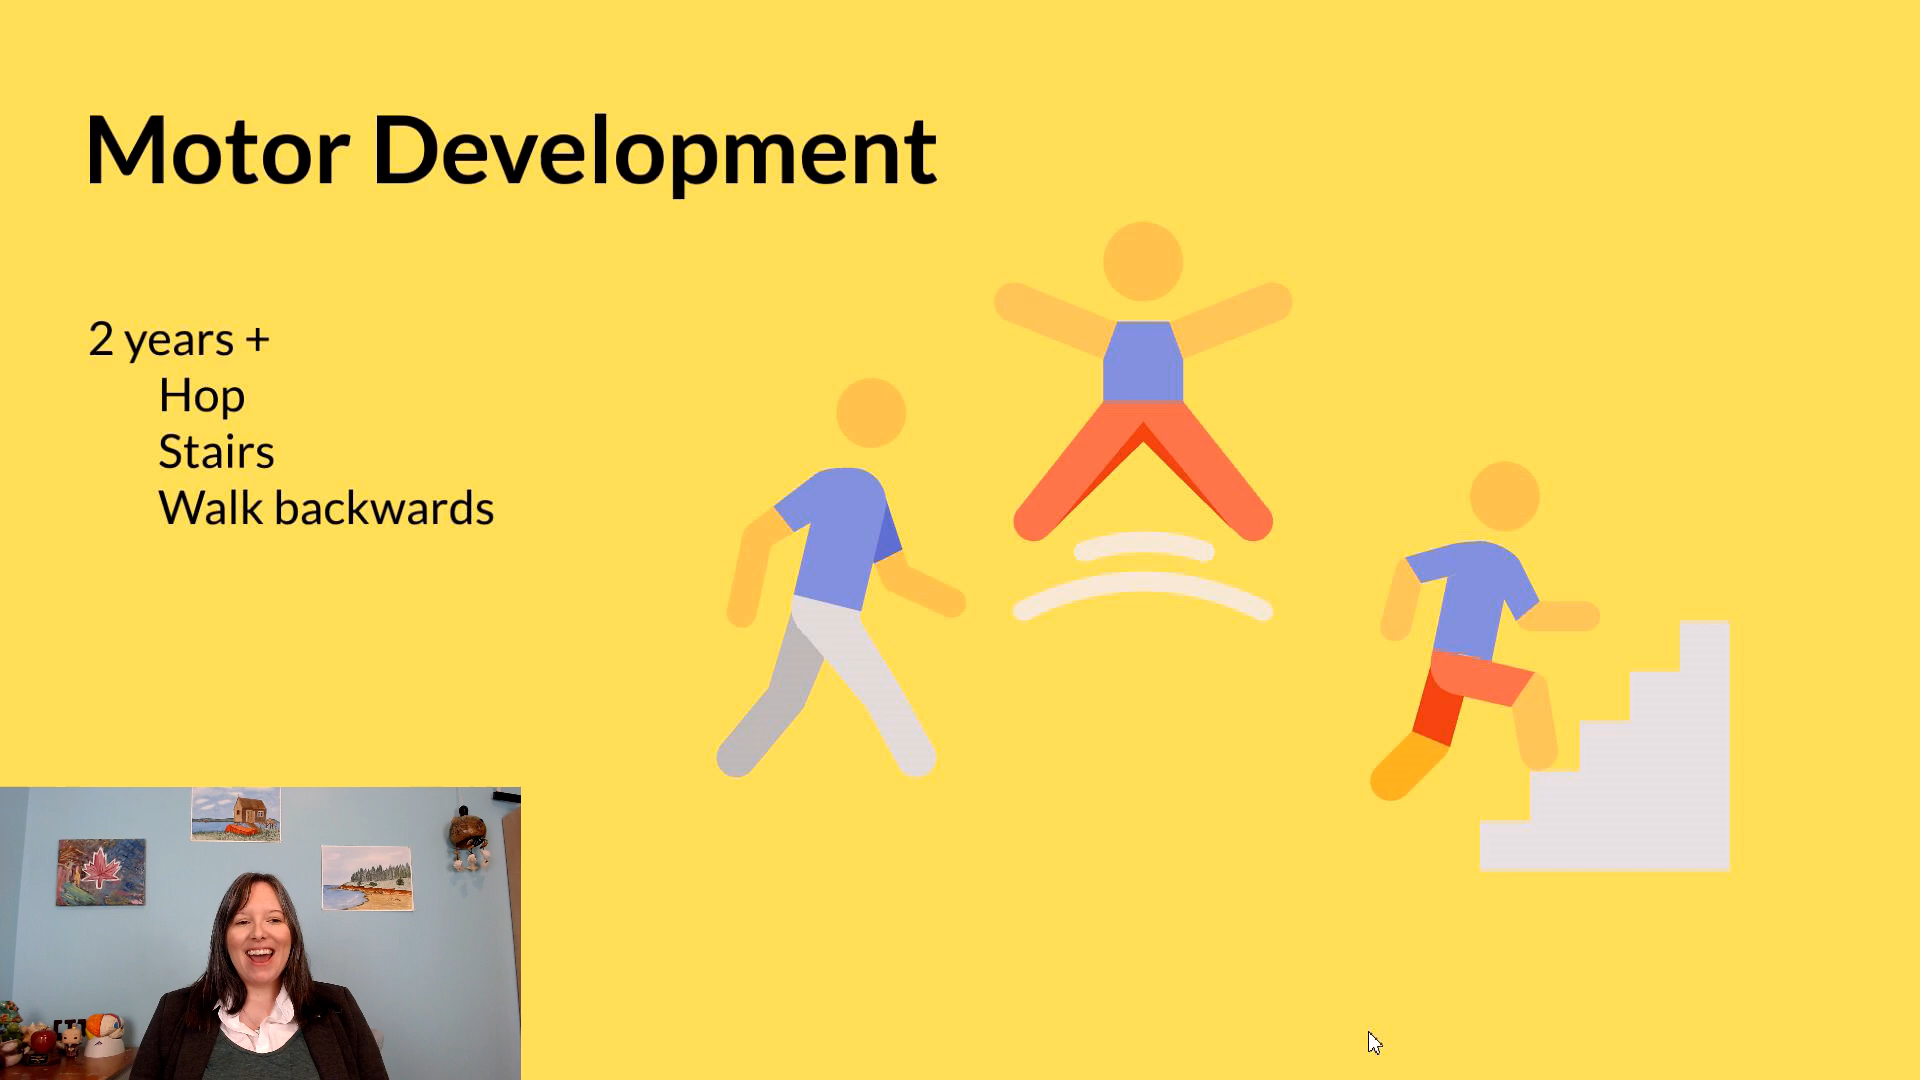 Motor Development
2 years +
Hop
Stairs
Walk backwards